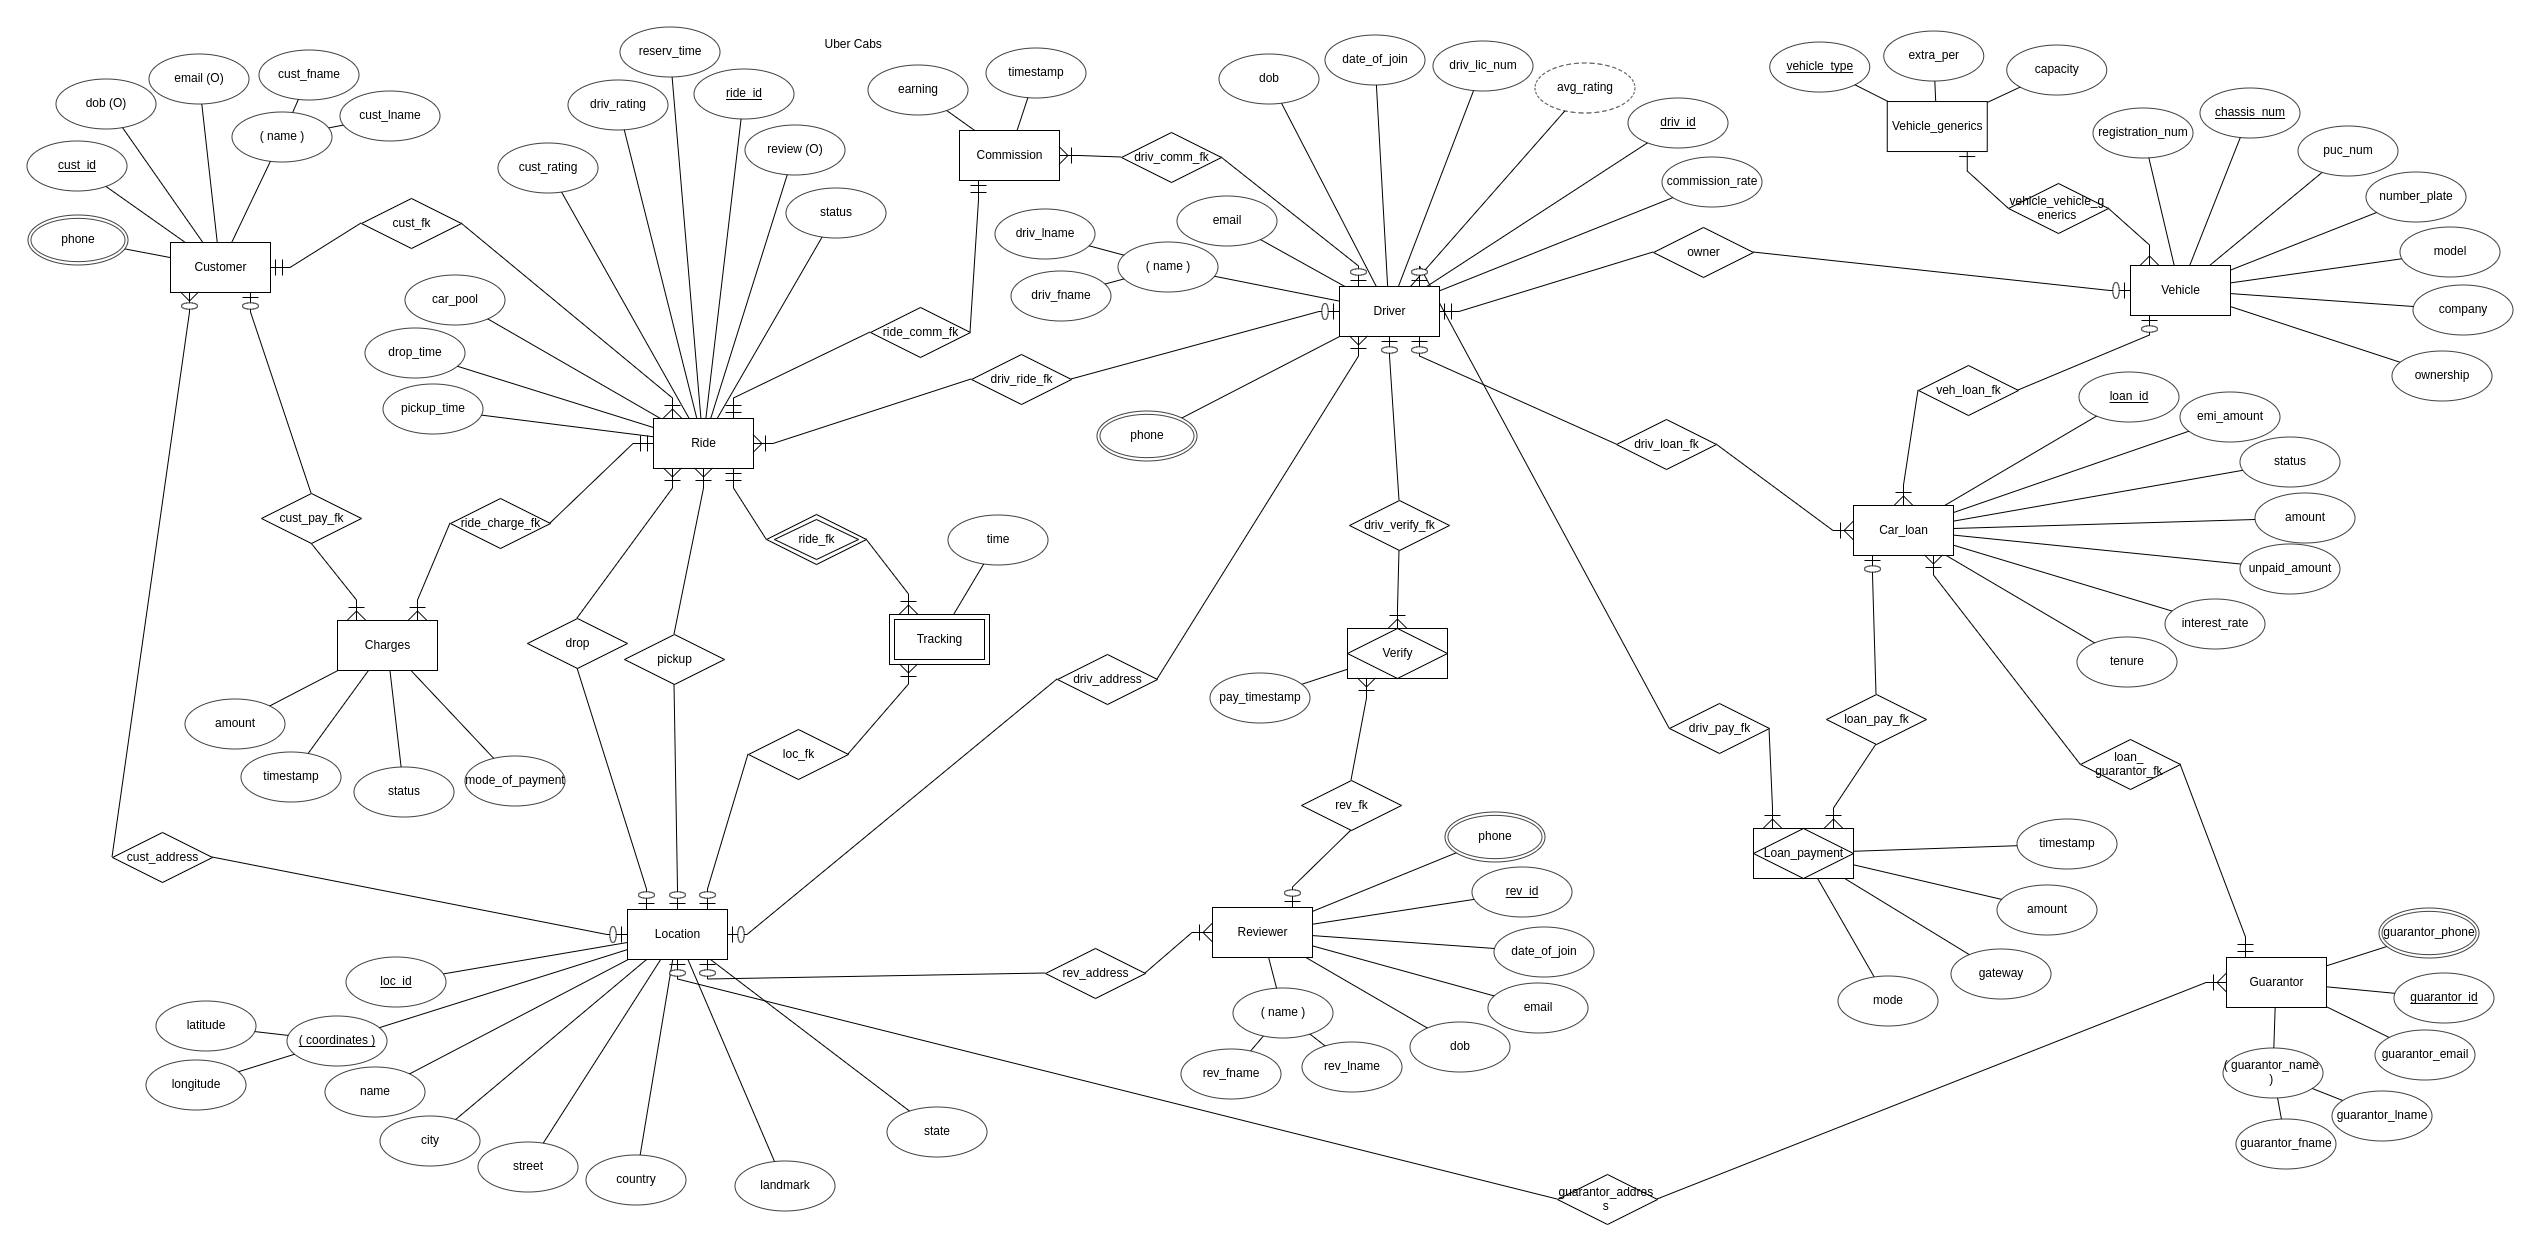 Uber Cabs
reserv_time
email (O)
cust_fname
dob (O)
cust_lname
( name )
cust_id
phone
Customer
cust_fk
driv_rating
ride_id
cust_rating
review (O)
status
car_pool
drop_time
pickup_time
Ride
earning
timestamp
Commission
driv_comm_fk
ride_comm_fk
driv_ride_fk
dob
date_of_join
driv_lic_num
avg_rating
driv_id
commission_rate
email
driv_lname
( name )
driv_fname
Driver
phone
owner
vehicle_type
extra_per
capacity
Vehicle_generics
vehicle_vehicle_g
enerics
registration_num
chassis_num
puc_num
number_plate
model
company
ownership
Vehicle
veh_loan_fk
driv_loan_fk
loan_id
emi_amount
status
amount
unpaid_amount
interest_rate
tenure
Car_loan
cust_pay_fk
ride_charge_fk
ride_fk
time
driv_verify_fk
Charges
drop
pickup
Tracking
Verify
pay_timestamp
driv_address
loc_fk
amount
timestamp
status
mode_of_payment
driv_pay_fk
loan_pay_fk
loan_
guarantor_fk
rev_fk
cust_address
phone
rev_id
date_of_join
email
dob
Reviewer
( name )
rev_fname
rev_lname
Loan_payment
timestamp
amount
gateway
mode
Location
rev_address
loc_id
latitude
( coordinates )
longitude
name
city
street
country
landmark
state
guarantor_phone
Guarantor
guarantor_id
guarantor_email
( guarantor_name
)
guarantor_lname
guarantor_fname
guarantor_addres
s